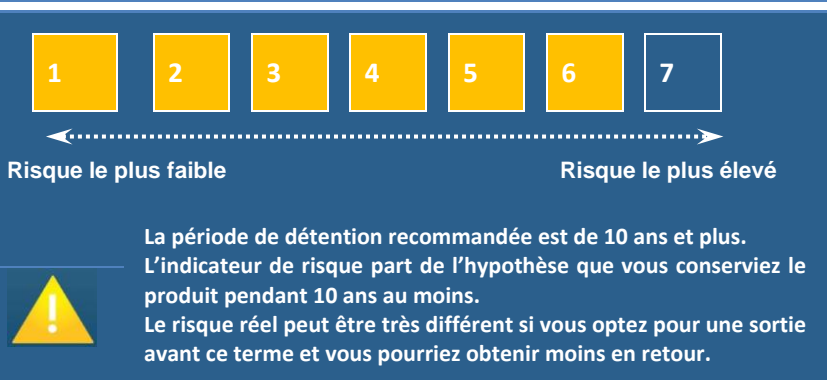 1 2 3 4 5 6 7
Risque le plus faible Risque le plus élevé
La période de détention recommandée est de 10 ans et plus.
L’indicateur de risque part de l’hypothèse que vous conserviez le
produit pendant 10 ans au moins.
Le risque réel peut être très différent si vous optez pour une sortie
avant ce terme et vous pourriez obtenir moins en retour.